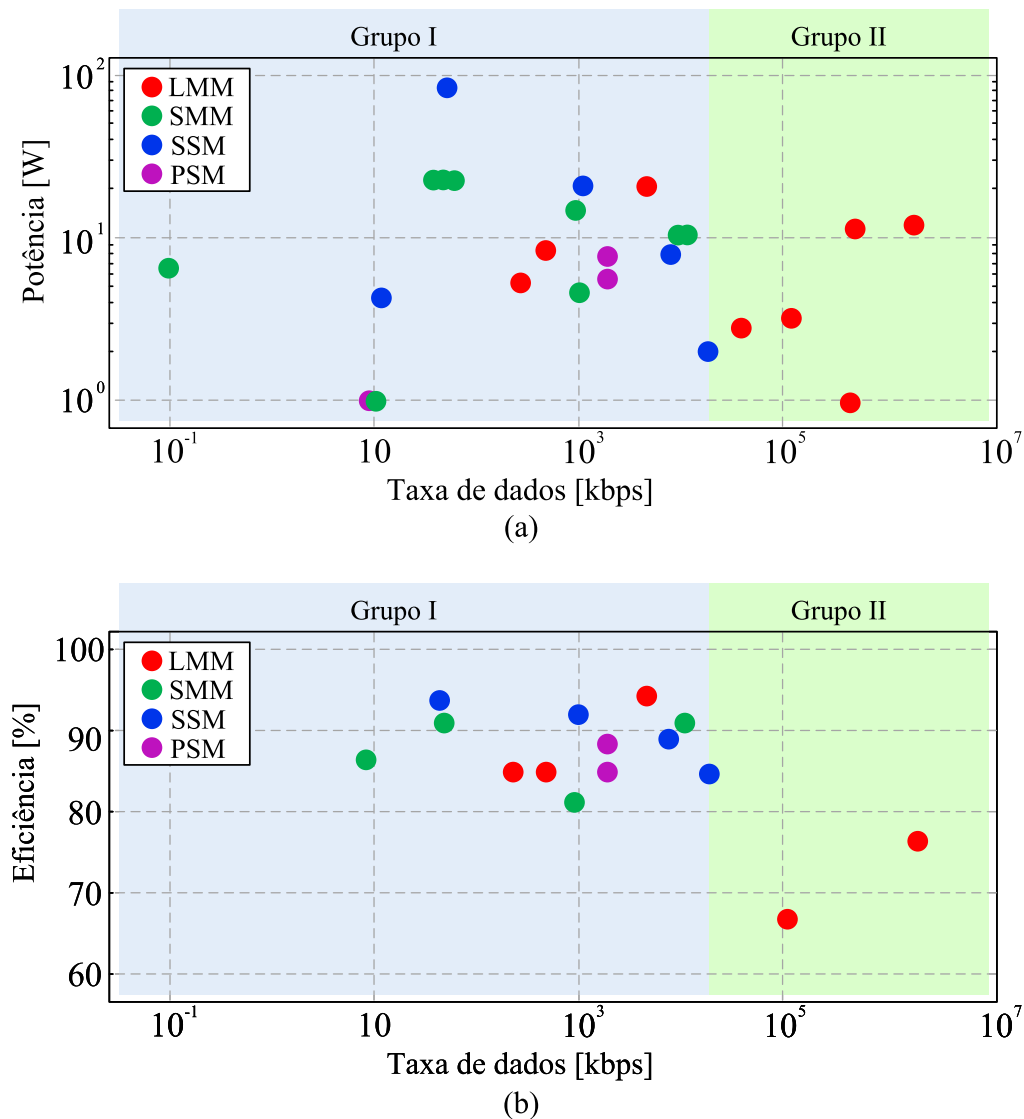 Grupo I Grupo II
LMM
SMM
SSM
PSM
Potência [W]
10²
10¹
10⁰
10⁻¹ 10 10³ 10⁵ 10⁷
Taxa de dados [kbps]
(a)
Grupo I Grupo II
LMM
SMM
SSM
PSM
Eficiência [%]
100
90
80
70
60
10⁻¹ 10 10³ 10⁵ 10⁷
Taxa de dados [kbps]
(b)